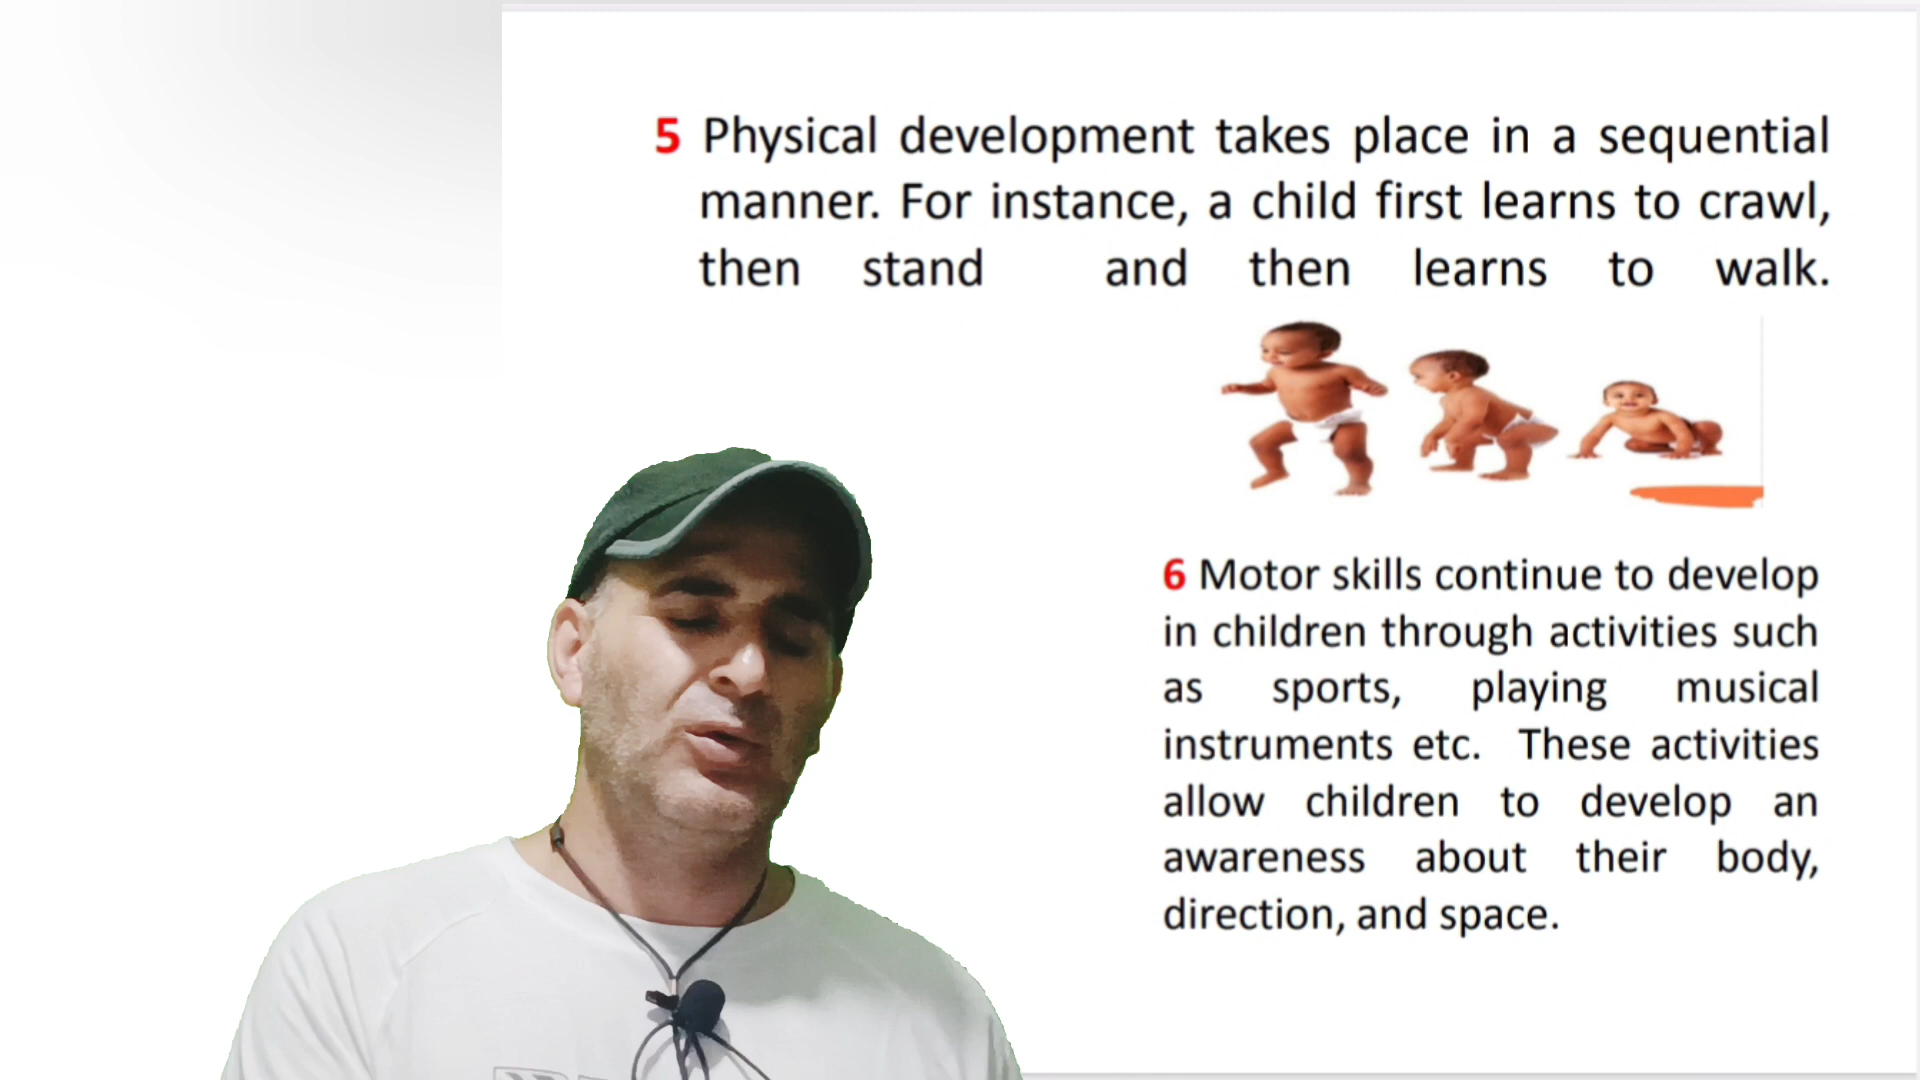 5 Physical development takes place in a sequential
manner. For instance, a child first learns to crawl,
then stand and then learns to walk.
6 Motor skills continue to develop
in children through activities such
as sports, playing musical
instruments etc. These activities
allow children to develop an
awareness about their body,
direction, and space.